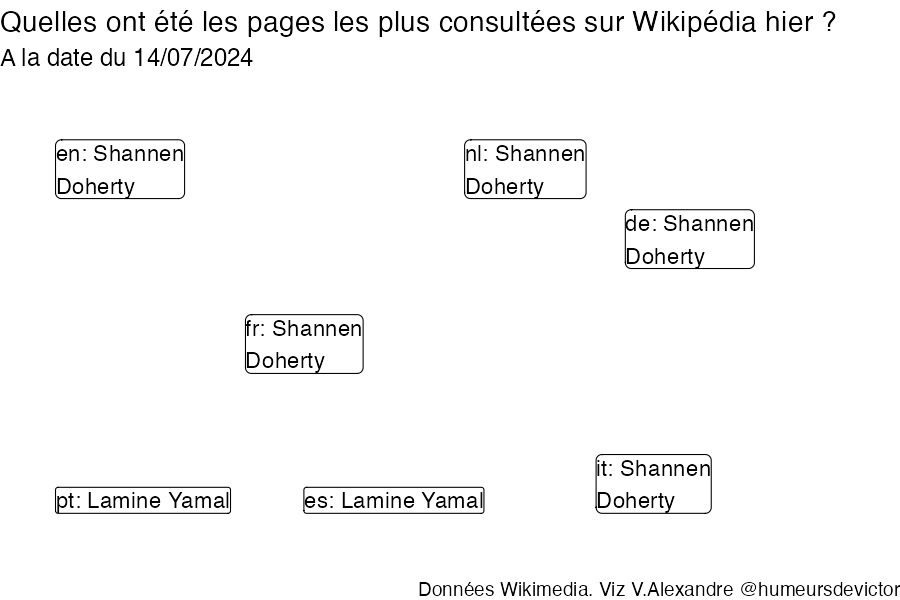 Quelles ont été les pages les plus consultées sur Wikipédia hier ?
A la date du 14/07/2024
en: Shannen
Doherty
nl: Shannen
Doherty
de: Shannen
Doherty
fr: Shannen
Doherty
it: Shannen
Doherty
pt: Lamine Yamal
es: Lamine Yamal
Données Wikimedia. Viz V.Alexandre @humeursdevictor